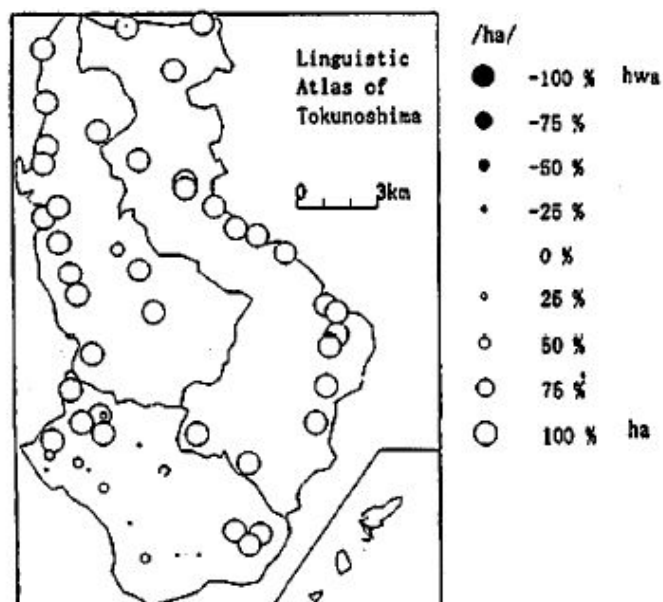 Linguistic
Atlas of
Tokunoshima
0 3km
/ha/
-100 % hwa
-75 %
-50 %
-25 %
0 %
25 %
50 %
75 %
100 % ha